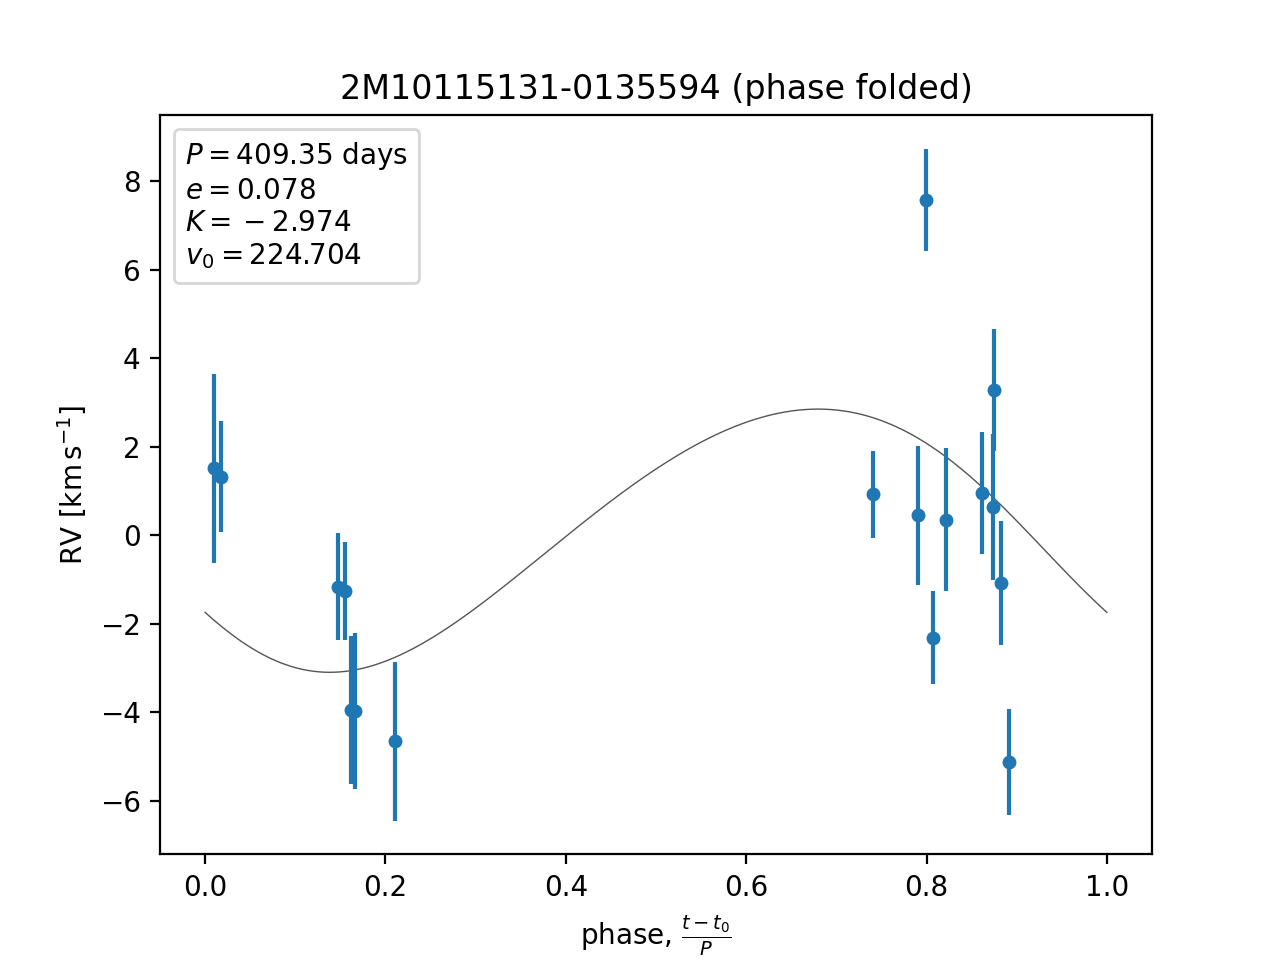 2M10115131-0135594 (phase folded)
P = 409.35 days
e = 0.078
K = −2.974
v₀ = 224.704
8
6
4
2
0
−2
−4
−6
RV [km s⁻¹]
0.0 0.2 0.4 0.6 0.8 1.0
phase, (t − t₀)/P